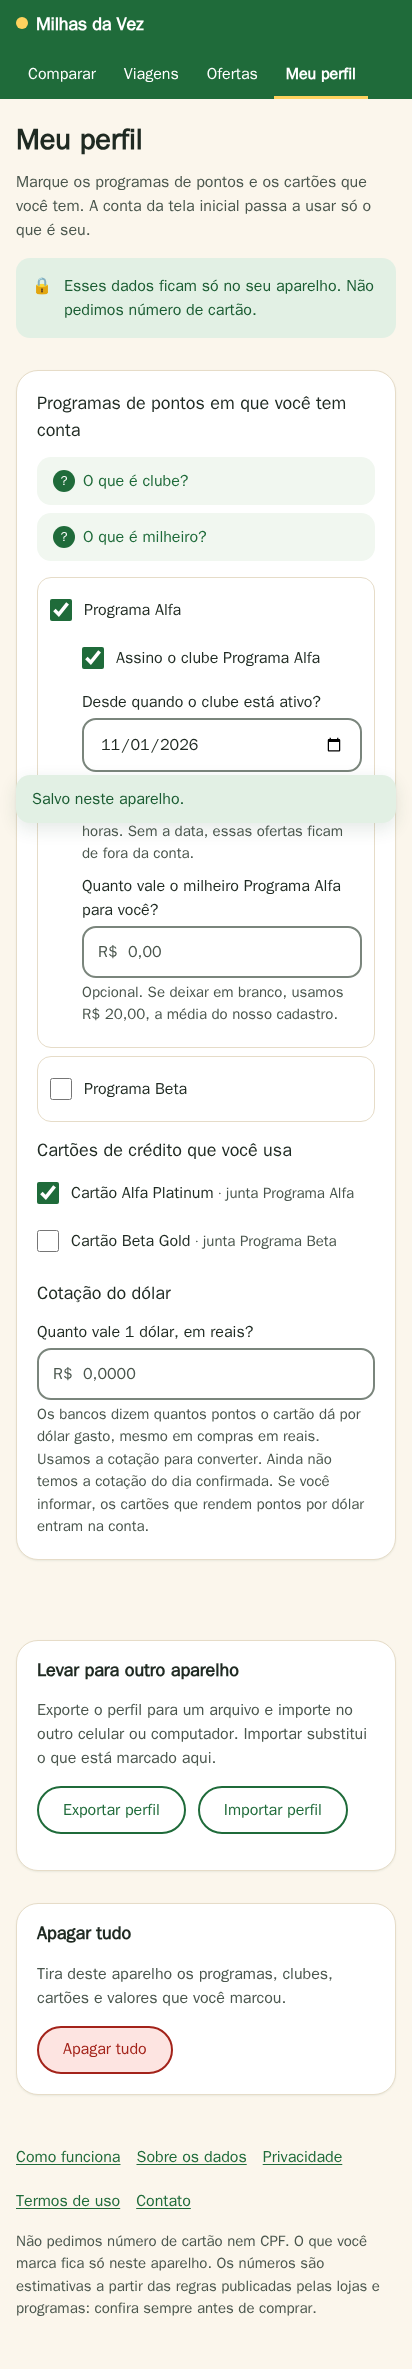 Milhas da Vez
Comparar Viagens Ofertas Meu perfil
Meu perfil
Marque os programas de pontos e os cartões que
você tem. A conta da tela inicial passa a usar só o
que é seu.
Esses dados ficam só no seu aparelho. Não
pedimos número de cartão.
Programas de pontos em que você tem
conta
? O que é clube?
? O que é milheiro?
Programa Alfa
Assino o clube Programa Alfa
Desde quando o clube está ativo?
11/01/2026
Salvo neste aparelho.
horas. Sem a data, essas ofertas ficam
de fora da conta.
Quanto vale o milheiro Programa Alfa
para você?
R$ 0,00
Opcional. Se deixar em branco, usamos
R$ 20,00, a média do nosso cadastro.
Programa Beta
Cartões de crédito que você usa
Cartão Alfa Platinum · junta Programa Alfa
Cartão Beta Gold · junta Programa Beta
Cotação do dólar
Quanto vale 1 dólar, em reais?
R$ 0,0000
Os bancos dizem quantos pontos o cartão dá por
dólar gasto, mesmo em compras em reais.
Usamos a cotação para converter. Ainda não
temos a cotação do dia confirmada. Se você
informar, os cartões que rendem pontos por dólar
entram na conta.
Levar para outro aparelho
Exporte o perfil para um arquivo e importe no
outro celular ou computador. Importar substitui
o que está marcado aqui.
Exportar perfil Importar perfil
Apagar tudo
Tira deste aparelho os programas, clubes,
cartões e valores que você marcou.
Apagar tudo
Como funciona Sobre os dados Privacidade
Termos de uso Contato
Não pedimos número de cartão nem CPF. O que você
marca fica só neste aparelho. Os números são
estimativas a partir das regras publicadas pelas lojas e
programas: confira sempre antes de comprar.